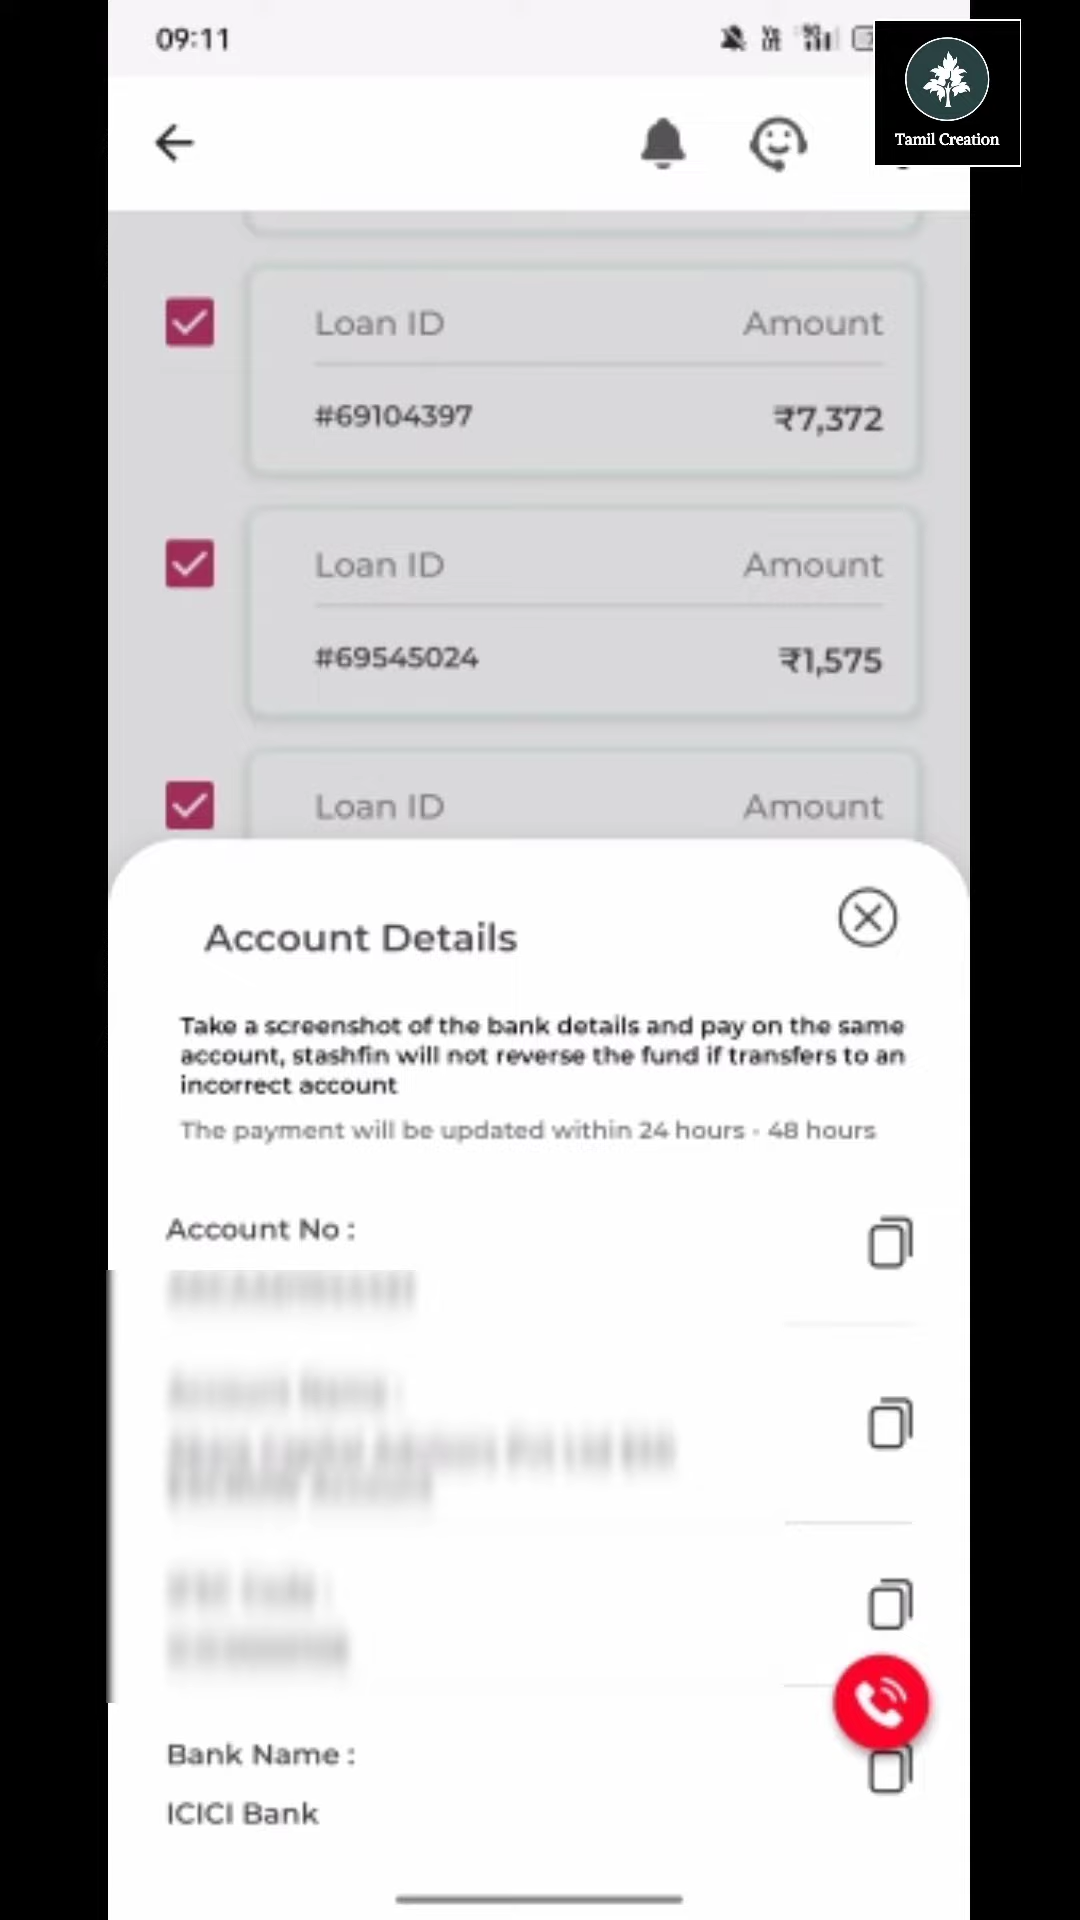 09:11
Tamil Creation
Loan ID Amount
#69104397 ₹7,372
Loan ID Amount
#69545024 ₹1,575
Loan ID Amount
Account Details
Take a screenshot of the bank details and pay on the same
account, stashfin will not reverse the fund if transfers to an
incorrect account
The payment will be updated within 24 hours - 48 hours
Account No :
Bank Name :
ICICI Bank